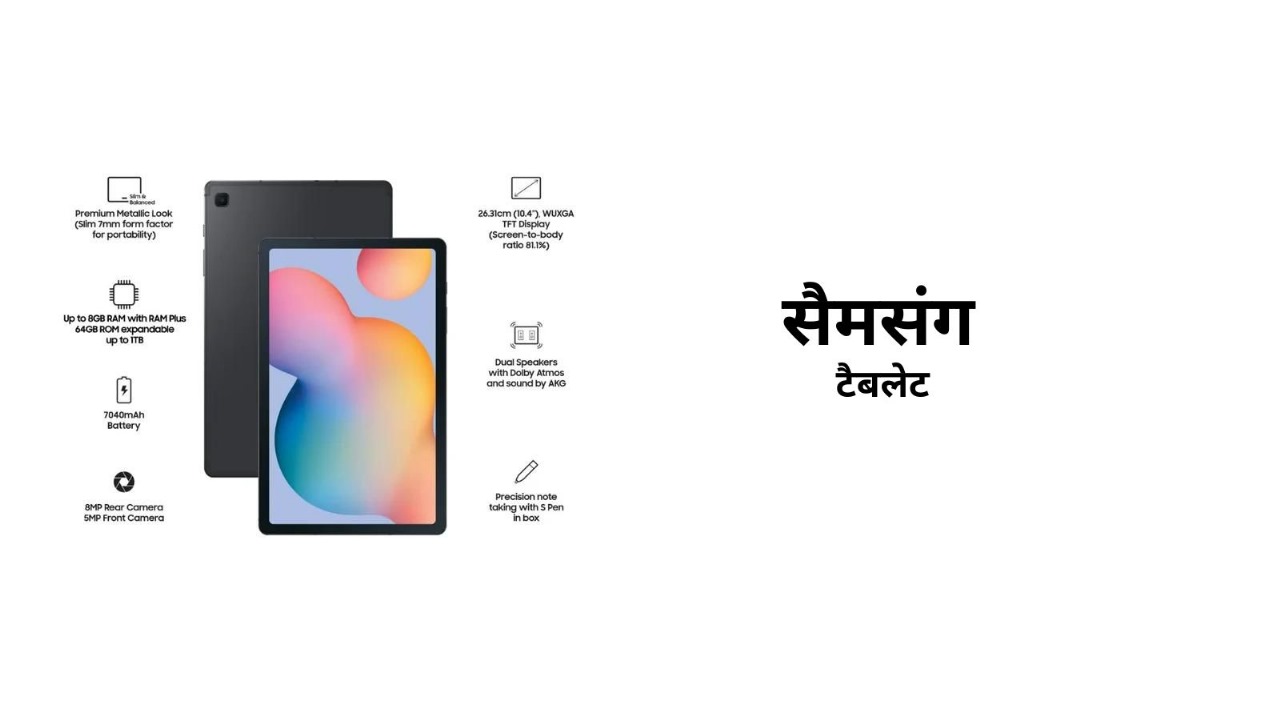 Slim &
Balanced
Premium Metallic Look
(Slim 7mm form factor
for portability)
Up to 8GB RAM with RAM Plus
64GB ROM expandable
up to 1TB
7040mAh
Battery
8MP Rear Camera
5MP Front Camera
26.31cm (10.4"), WUXGA
TFT Display
(Screen-to-body
ratio 81.1%)
Dual Speakers
with Dolby Atmos
and sound by AKG
Precision note
taking with S Pen
in box
सैमसंग
टैबलेट